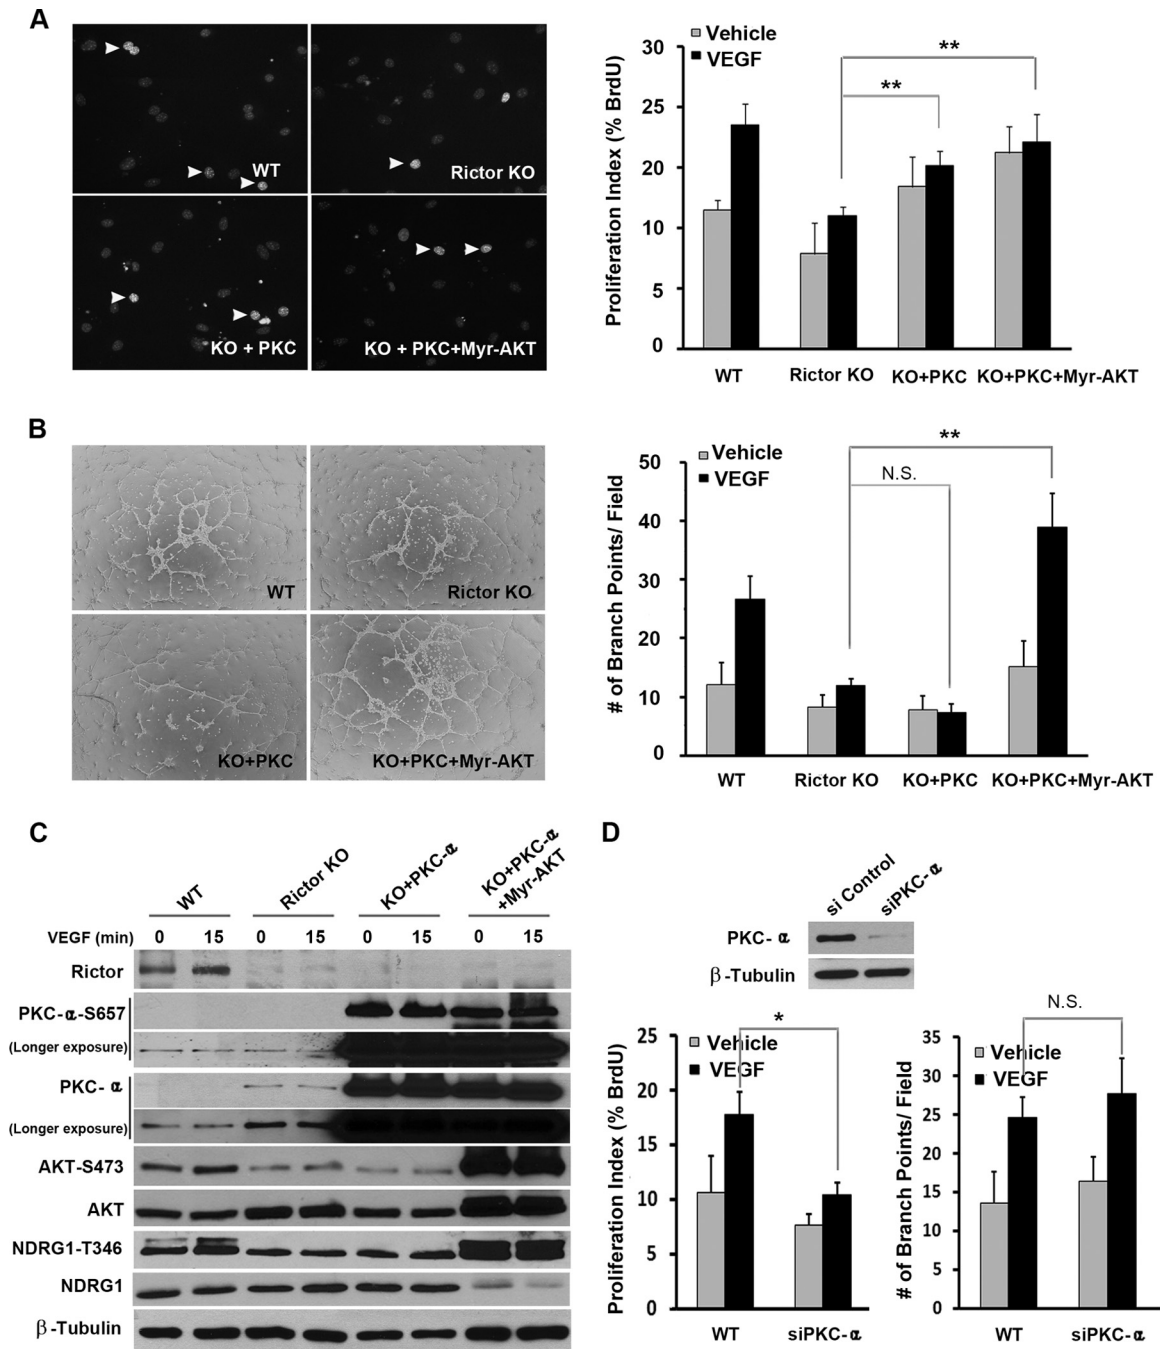 A
WT
Rictor KO
KO + PKC
KO + PKC+Myr-AKT
Proliferation Index (% BrdU)
30
25
20
10
5
0
Vehicle
VEGF
**
**
WT
Rictor KO
KO+PKC
KO+PKC+Myr-AKT
B
WT
Rictor KO
KO+PKC
KO+PKC+Myr-AKT
# of Branch Points/ Field
50
40
30
20
10
0
Vehicle
VEGF
**
N.S.
WT
Rictor KO
KO+PKC
KO+PKC+Myr-AKT
C
WT
Rictor KO
KO+PKC-α
KO+PKC-α
+Myr-AKT
VEGF (min) 0 15 0 15 0 15 0 15
Rictor
PKC-α-S657
(Longer exposure)
PKC- α
(Longer exposure)
AKT-S473
AKT
NDRG1-T346
NDRG1
β-Tubulin
D
si Control
siPKC-α
PKC- α
β-Tubulin
Proliferation Index (% BrdU)
25
20
15
10
5
0
Vehicle
VEGF
*
WT
siPKC-α
# of Branch Points/ Field
35
30
25
20
15
10
5
0
Vehicle
VEGF
N.S.
WT
siPKC-α